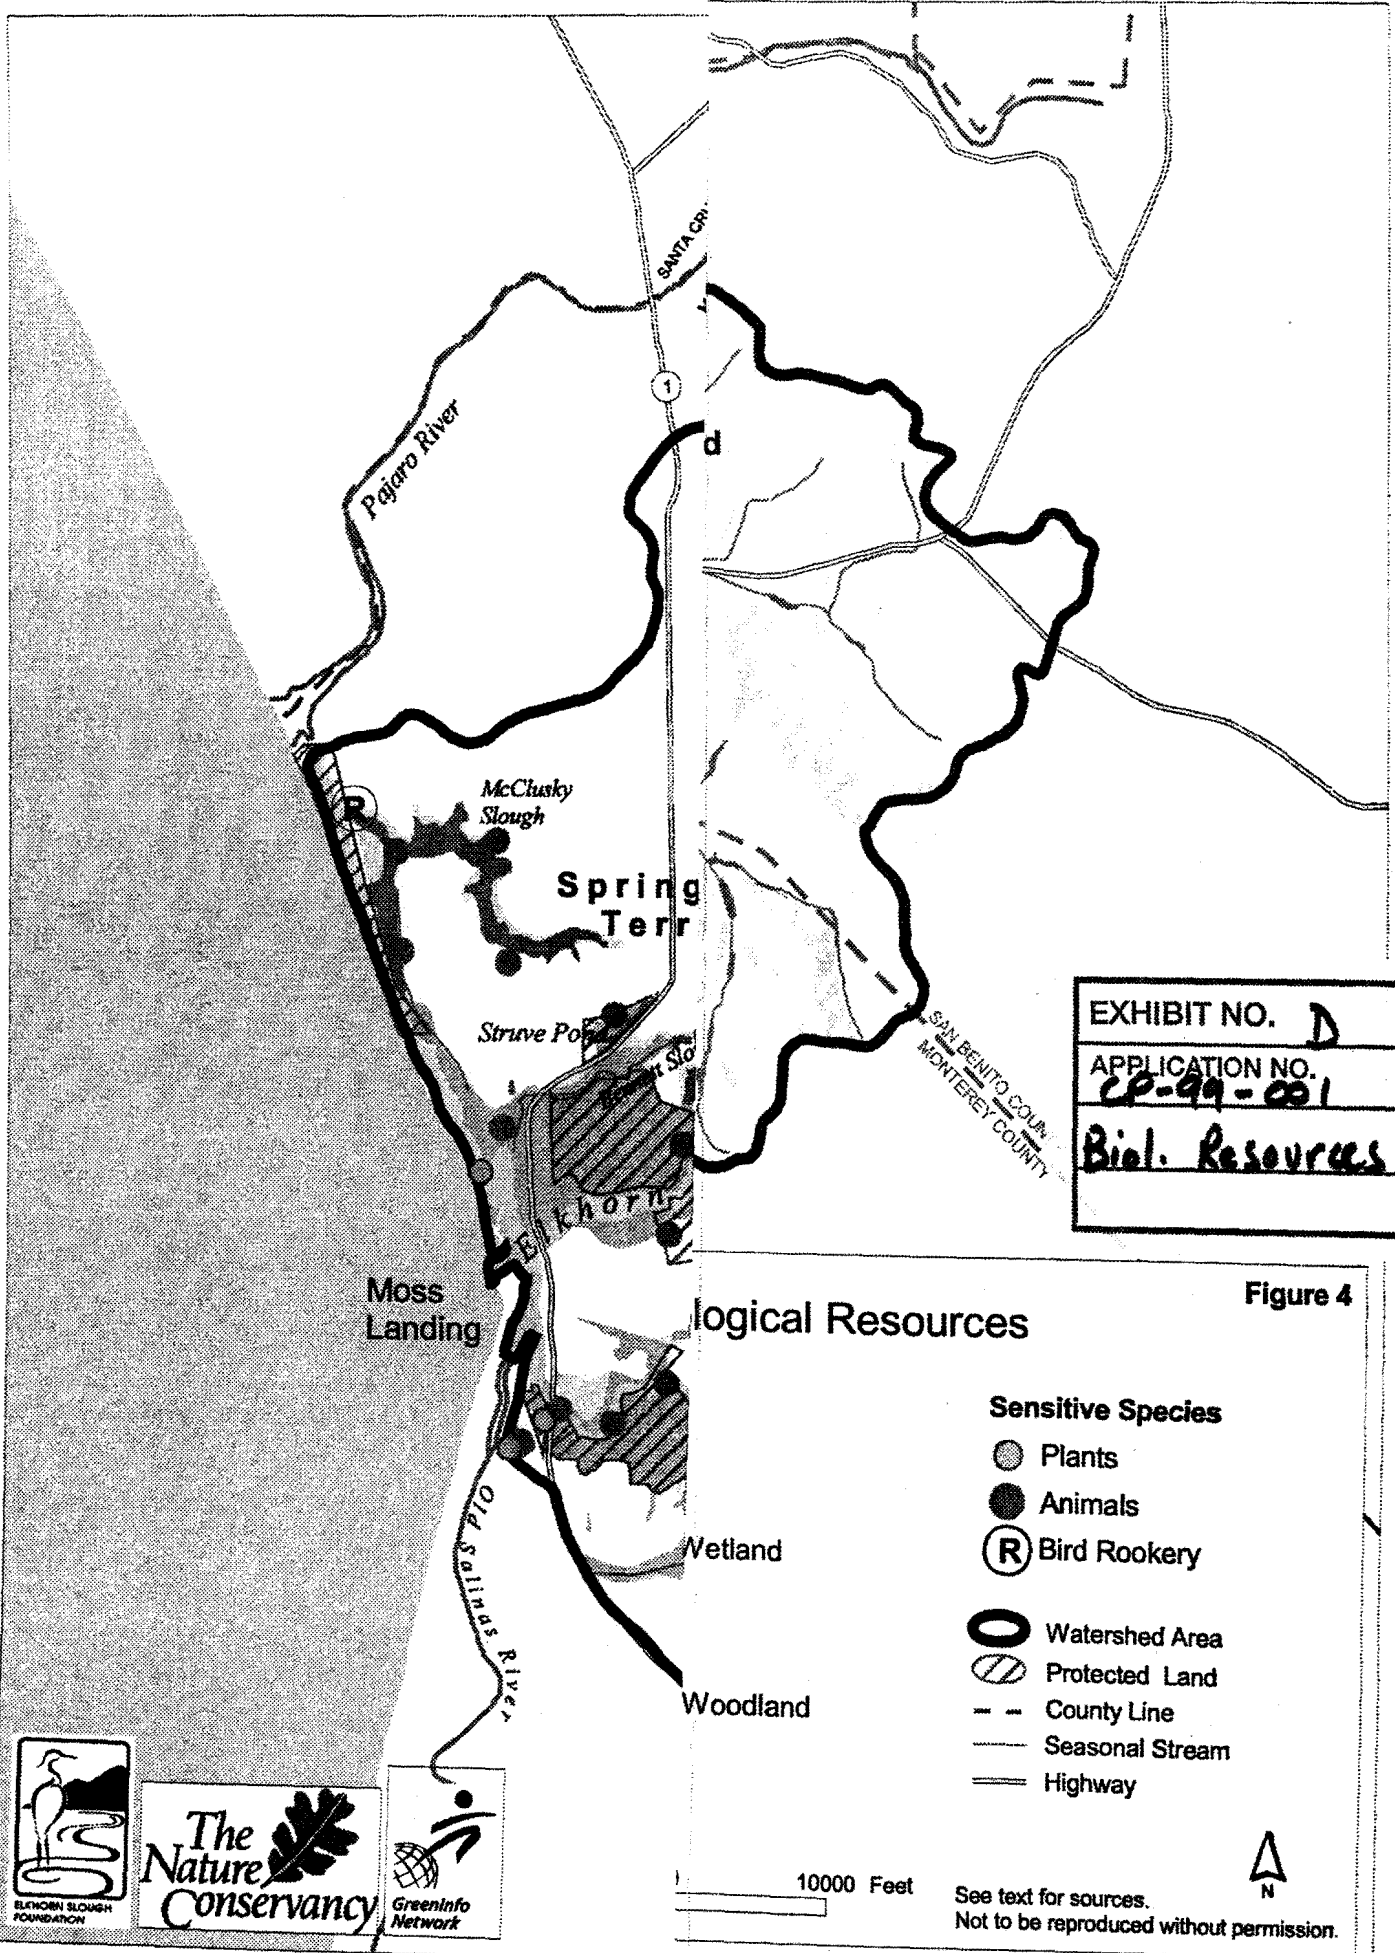 SANTA
1
Pajaro River
d
McClusky
Slough
R
Spring
Terr
Struve
EXHIBIT NO. D
APPLICATION NO.
CP-99-001
Biol. Resources
SAN BENITO COUN
MONTEREY COUNTY
Elkhorn
Moss
Landing
Figure 4
logical Resources
Sensitive Species
Plants
Animals
R Bird Rookery
Wetland
Watershed Area
Protected Land
Woodland
County Line
Seasonal Stream
Highway
Old Salinas River
ELKHORN SLOUGH
FOUNDATION
The
Nature
Conservancy
GreenInfo
Network
10000 Feet
N
See text for sources.
Not to be reproduced without permission.